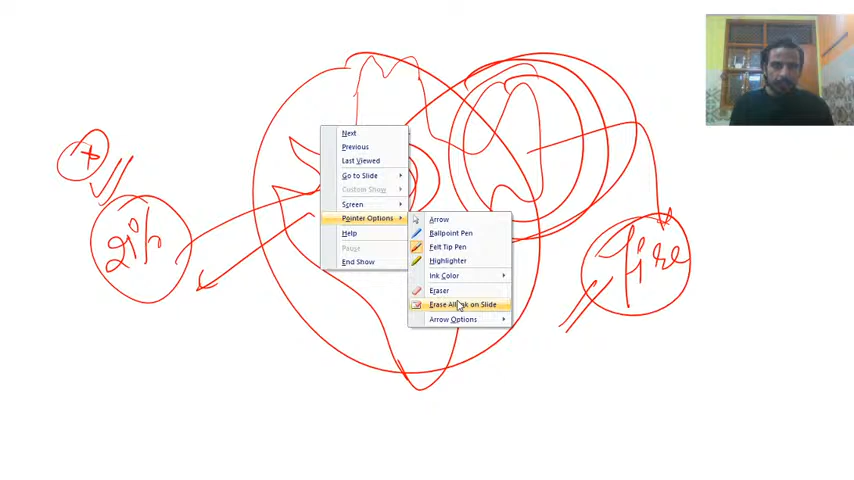 +
21%
fire
Next
Previous
Last Viewed
Go to Slide
Custom Show
Screen
Pointer Options
Help
Pause
End Show
Arrow
Ballpoint Pen
Felt Tip Pen
Highlighter
Ink Color
Eraser
Erase All Ink on Slide
Arrow Options